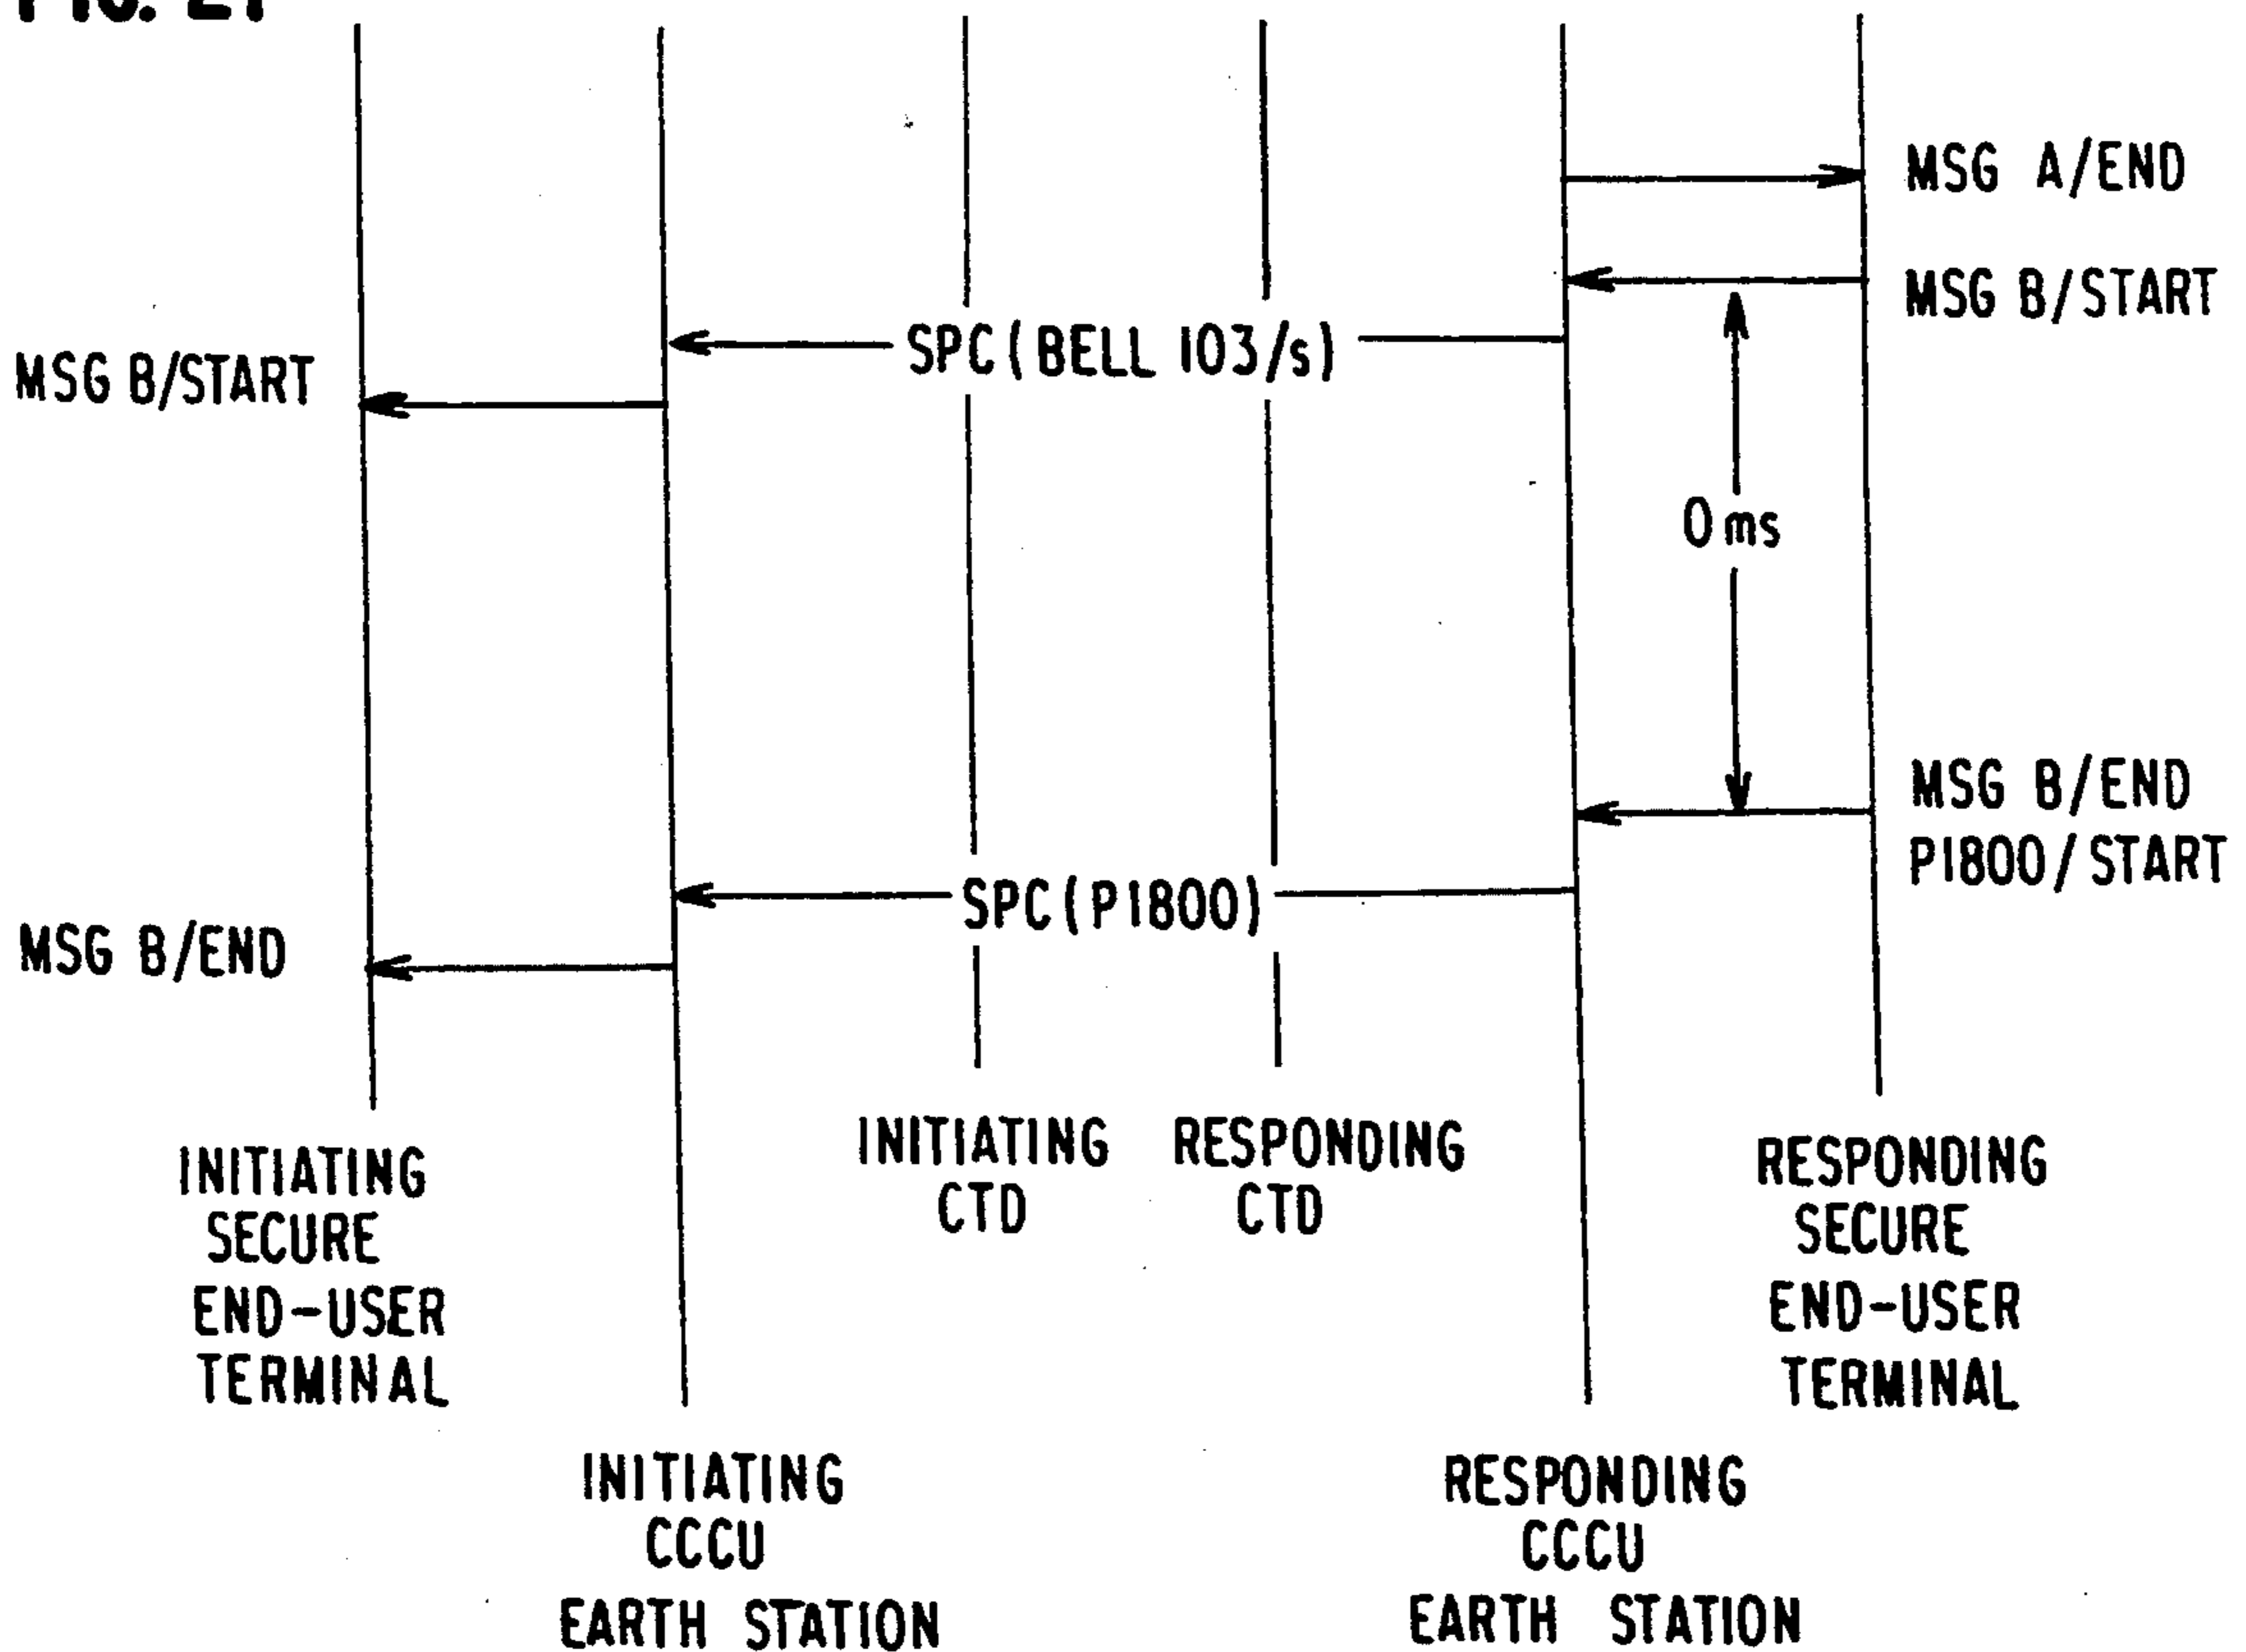 MSG A/END
MSG B/START
SPC(BELL 103/s)
MSG B/START
0 ms
MSG B/END
P1800/START
SPC(P1800)
MSG B/END
INITIATING
SECURE
END-USER
TERMINAL
INITIATING
CCCU
EARTH STATION
INITIATING
CTD
RESPONDING
CTD
RESPONDING
CCCU
EARTH STATION
RESPONDING
SECURE
END-USER
TERMINAL